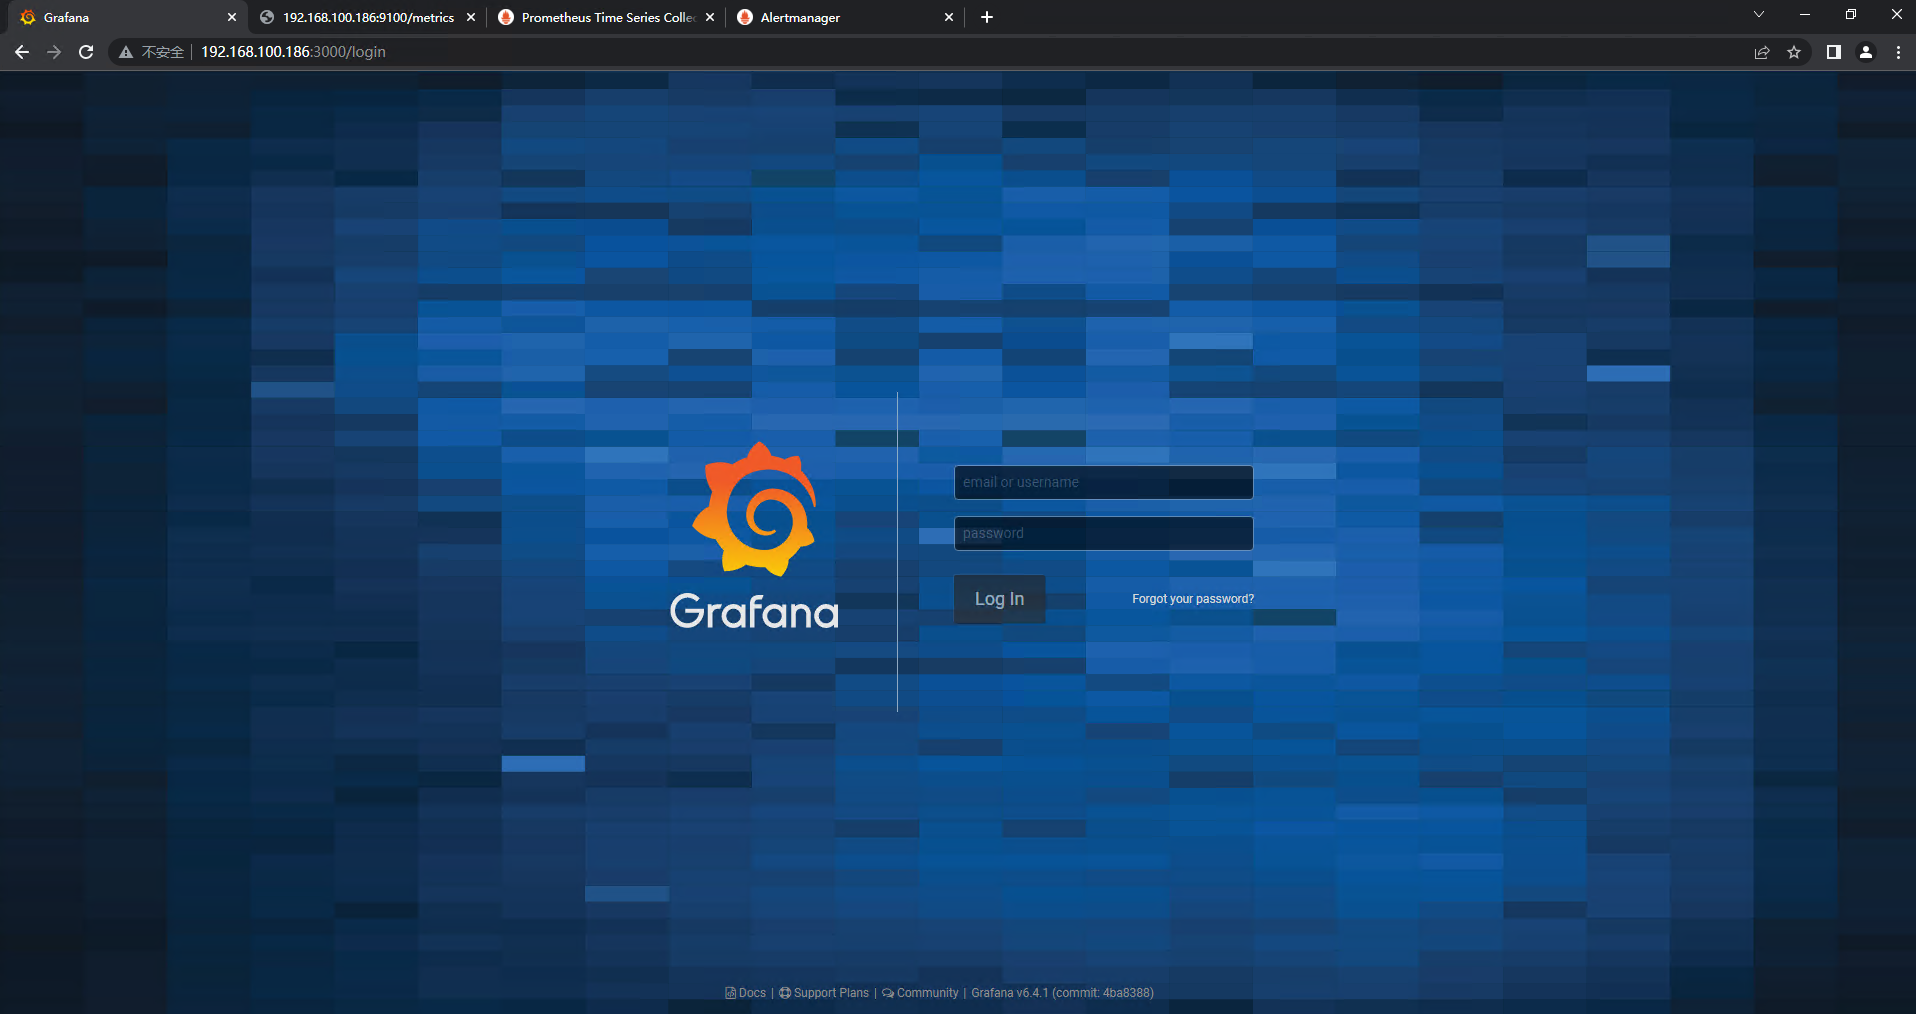 Grafana
192.168.100.186:9100/metrics
Prometheus Time Series Collec
Alertmanager
不安全 192.168.100.186:3000/login
email or username
password
Log In
Forgot your password?
Grafana
Docs | Support Plans | Community | Grafana v6.4.1 (commit: 4ba8388)